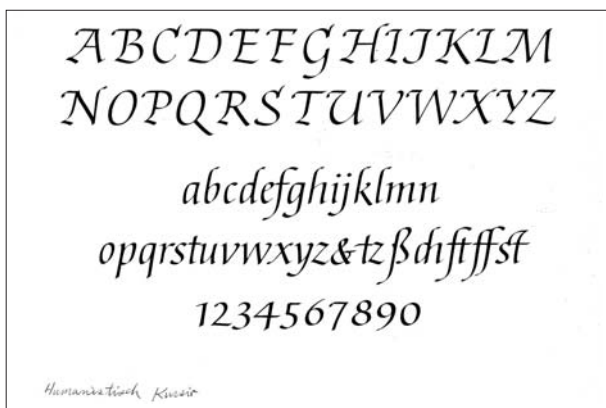 ABCDEFGHIJKLM
NOPQRSTUVWXYZ
abcdefghijklmn
opqrstuvwxyz&tzßchftffst
1234567890
Humanistisch Kursiv